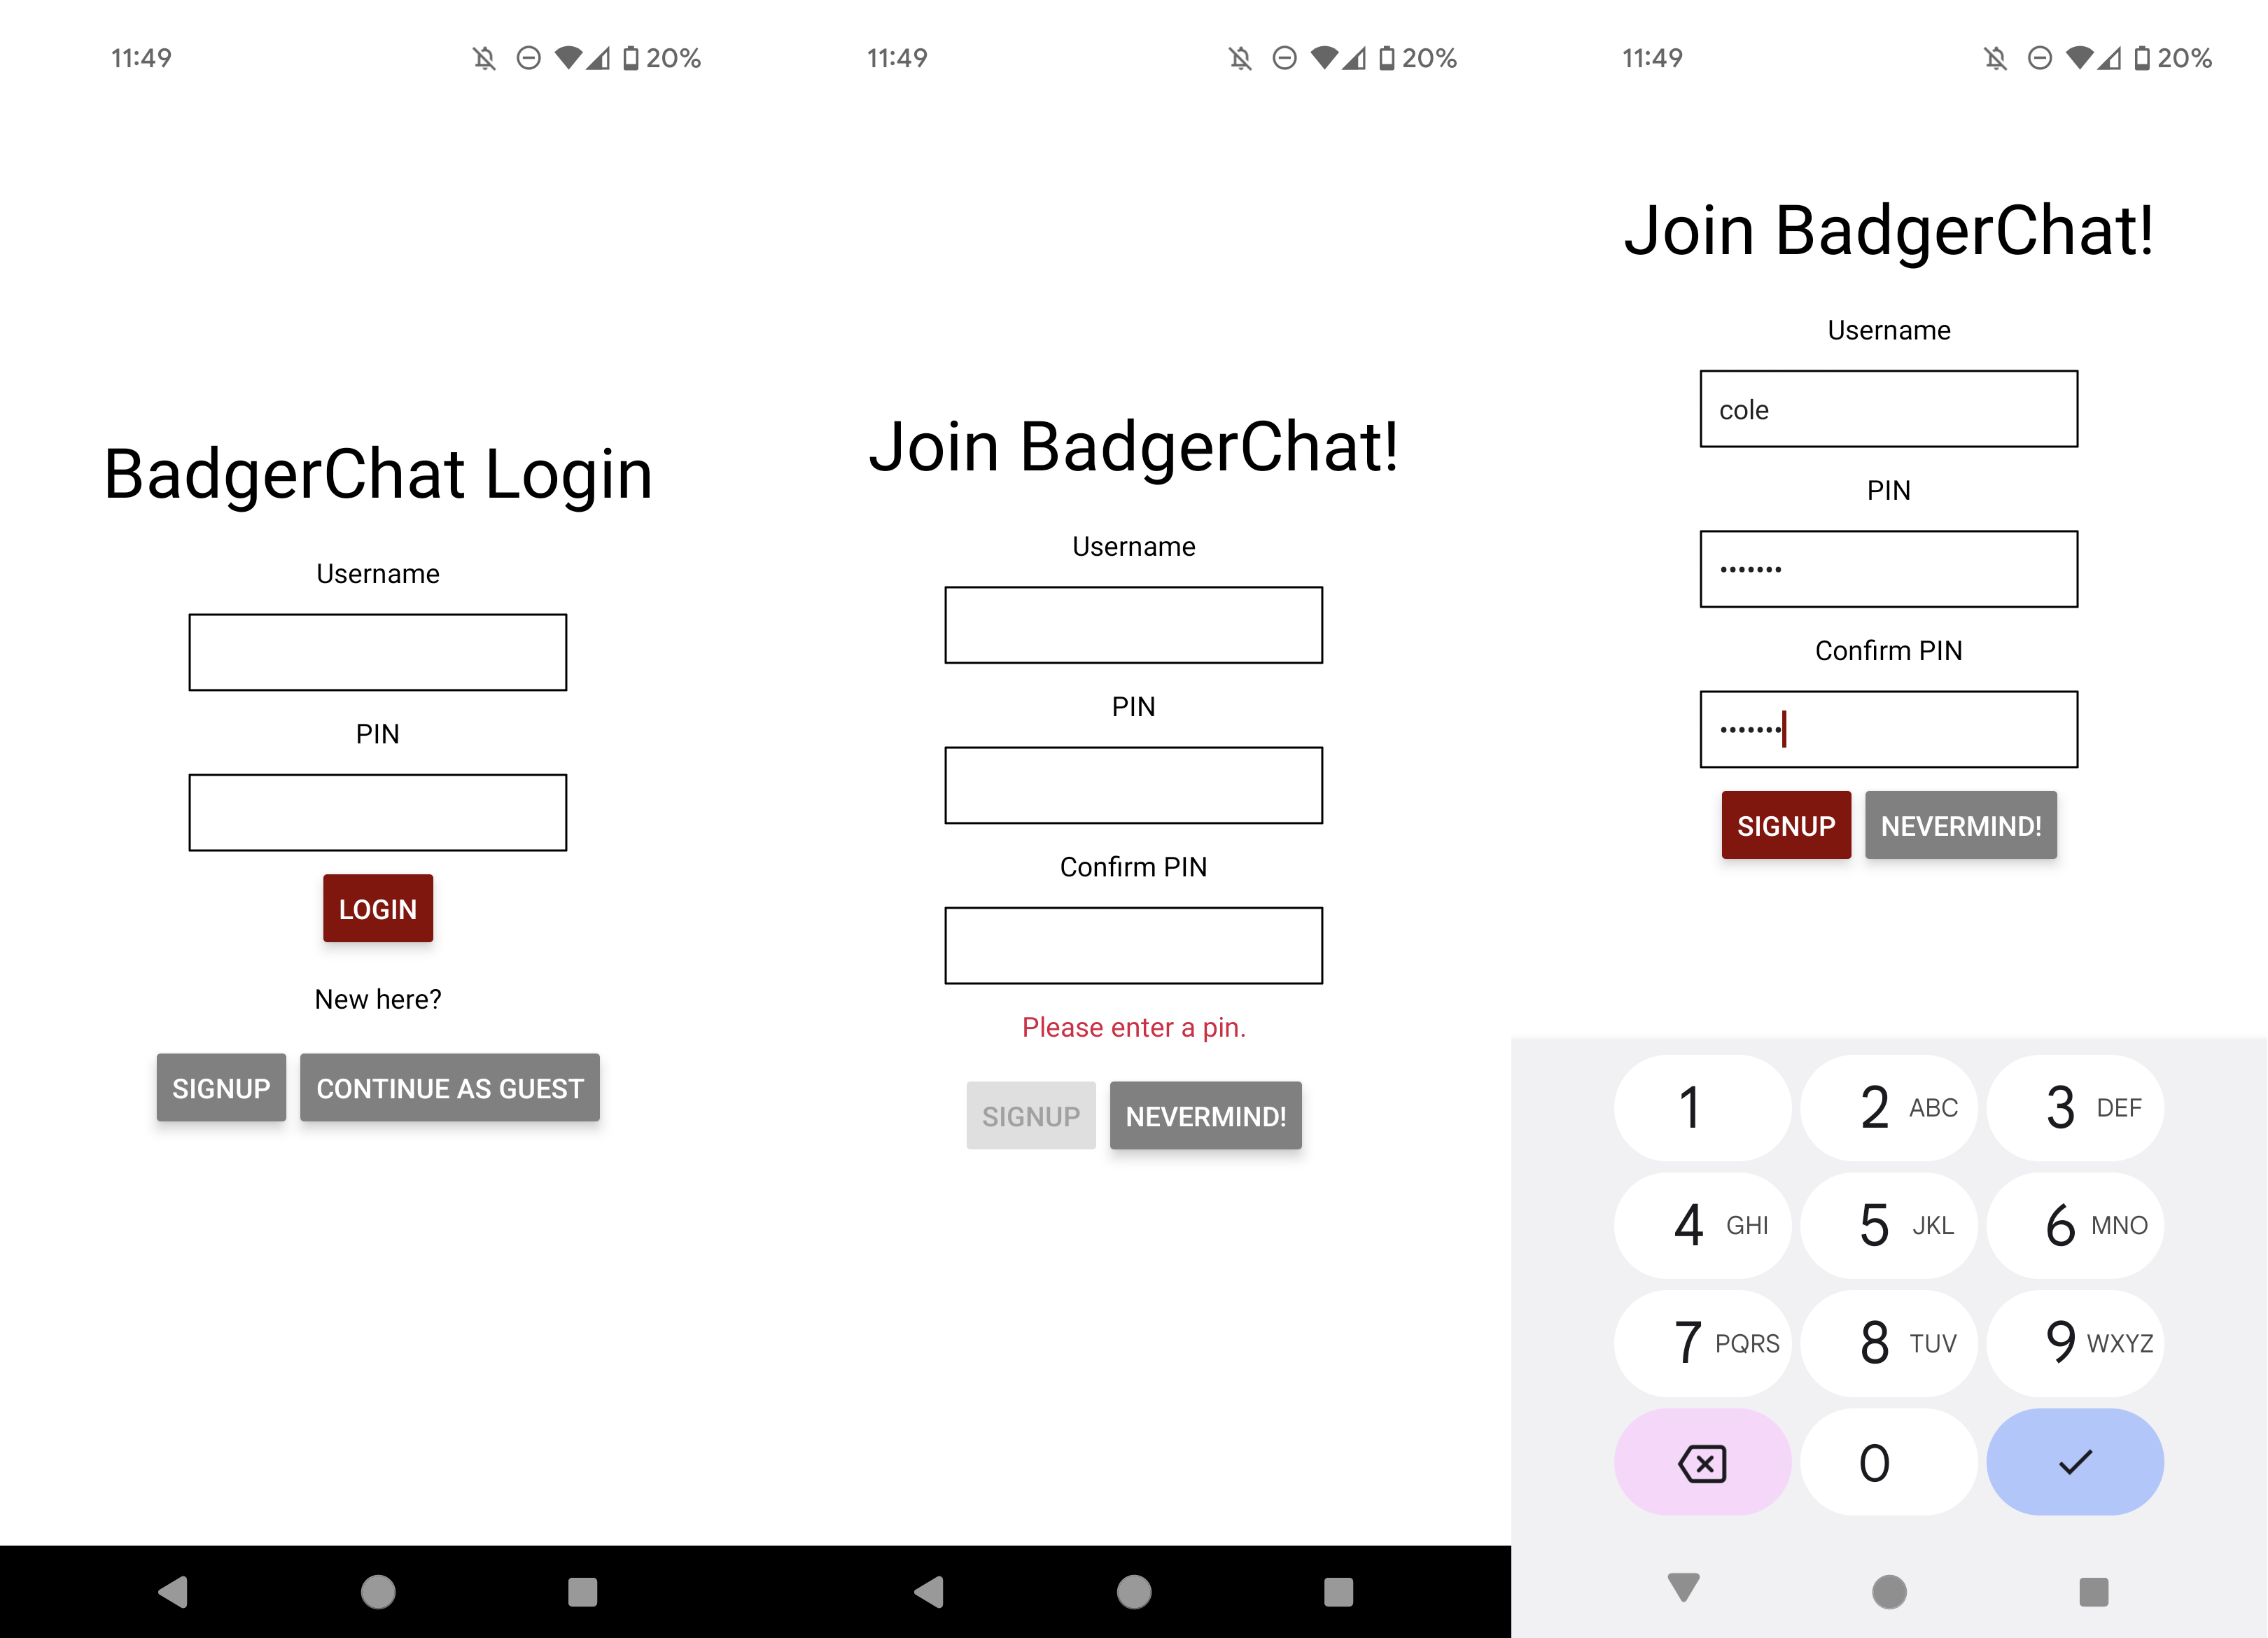 11:49
20%
BadgerChat Login
Username
PIN
LOGIN
New here?
SIGNUP
CONTINUE AS GUEST
11:49
20%
Join BadgerChat!
Username
PIN
Confirm PIN
Please enter a pin.
SIGNUP
NEVERMIND!
11:49
20%
Join BadgerChat!
Username
cole
PIN
•••••••
Confirm PIN
•••••••
SIGNUP
NEVERMIND!
1
2 ABC
3 DEF
4 GHI
5 JKL
6 MNO
7 PQRS
8 TUV
9 WXYZ
0